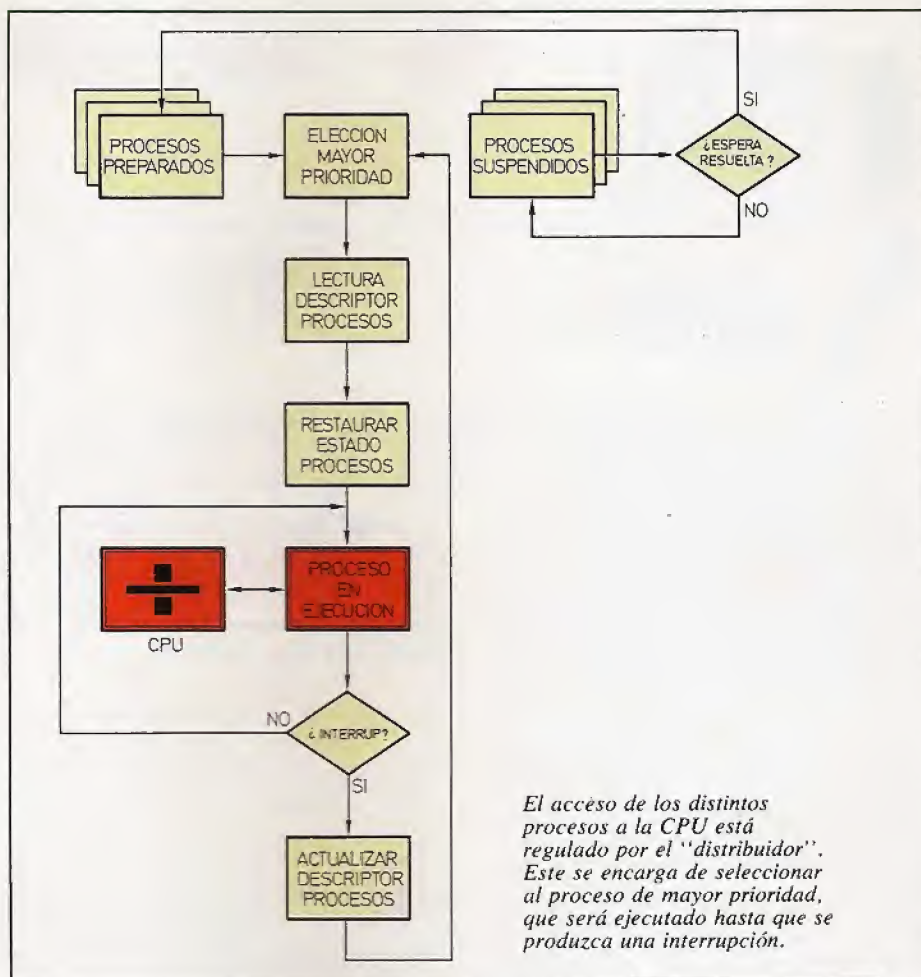 PROCESOS
PREPARADOS
ELECCION
MAYOR
PRIORIDAD
PROCESOS
SUSPENDIDOS
¿ESPERA
RESUELTA?
SI
NO
LECTURA
DESCRIPTOR
PROCESOS
RESTAURAR
ESTADO
PROCESOS
PROCESO
EN
EJECUCION
CPU
¿INTERRUP?
NO
SI
ACTUALIZAR
DESCRIPTOR
PROCESOS
El acceso de los distintos
procesos a la CPU está
regulado por el "distribuidor".
Este se encarga de seleccionar
al proceso de mayor prioridad,
que será ejecutado hasta que se
produzca una interrupción.